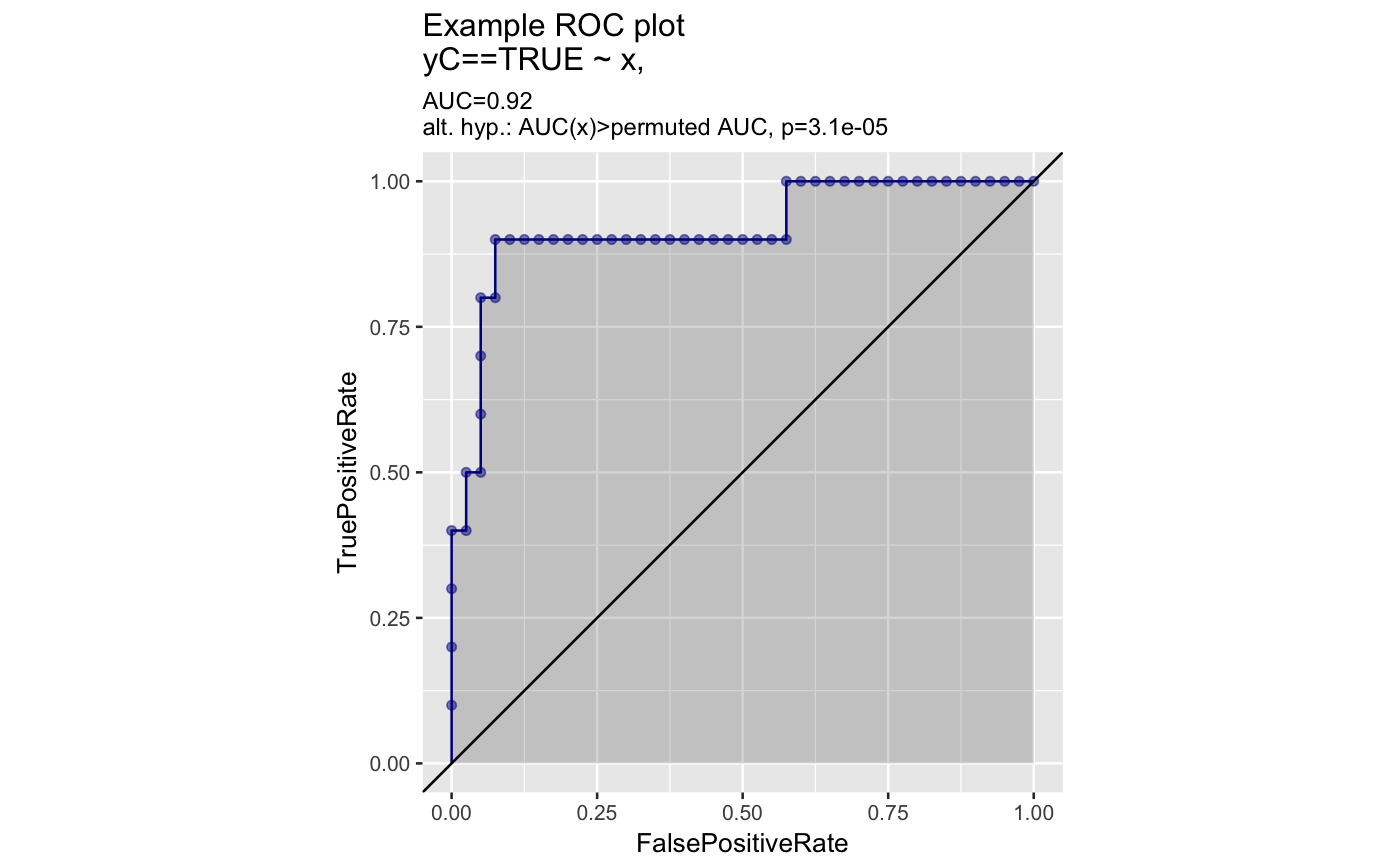 Example ROC plot
yC==TRUE ~ x,
AUC=0.92
alt. hyp.: AUC(x)>permuted AUC, p=3.1e-05
1.00
0.75
0.50
0.25
0.00
TruePositiveRate
0.00 0.25 0.50 0.75 1.00
FalsePositiveRate